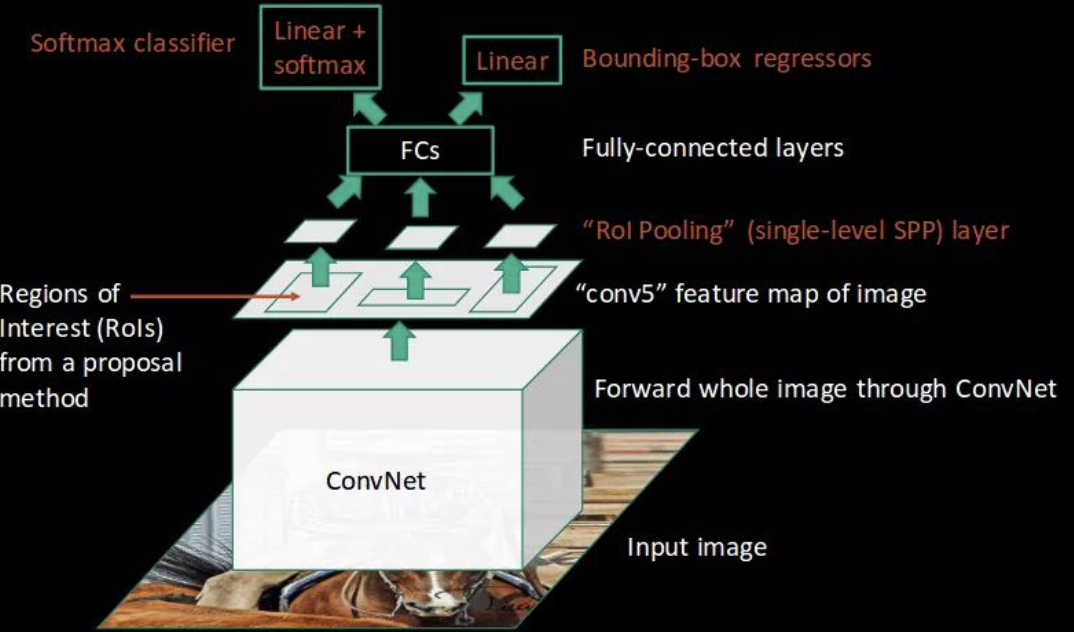 Softmax classifier
Linear +
softmax
Linear
Bounding-box regressors
FCs
Fully-connected layers
“RoI Pooling” (single-level SPP) layer
Regions of
Interest (RoIs)
from a proposal
method
“conv5” feature map of image
Forward whole image through ConvNet
ConvNet
Input image